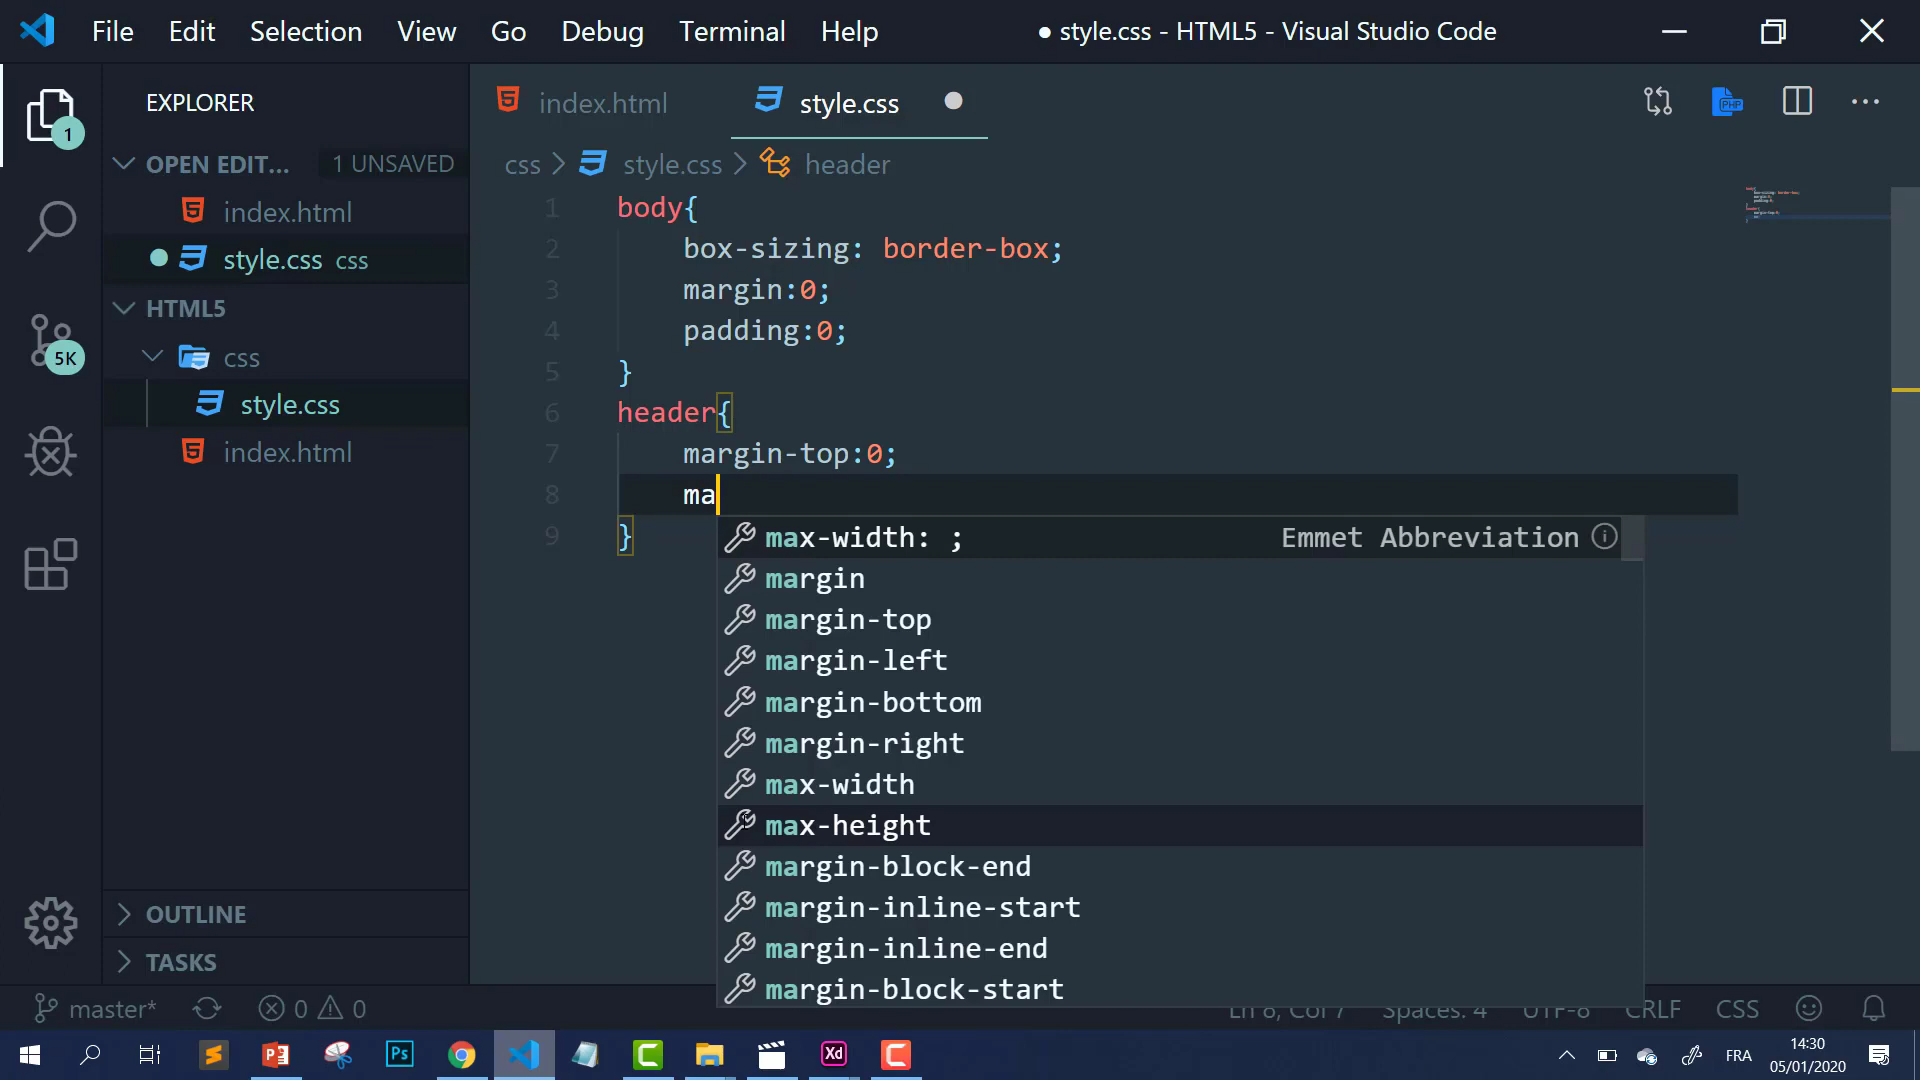 File Edit Selection View Go Debug Terminal Help ● style.css - HTML5 - Visual Studio Code
EXPLORER
1
OPEN EDIT... 1 UNSAVED
index.html
style.css css
HTML5
5K
css
style.css
index.html
OUTLINE
TASKS
index.html style.css
PHP
css > style.css > header
1 body{
2 box-sizing: border-box;
3 margin:0;
4 padding:0;
5 }
6 header{
7 margin-top:0;
8 ma
9 }
max-width: ; Emmet Abbreviation
margin
margin-top
margin-left
margin-bottom
margin-right
max-width
max-height
margin-block-end
margin-inline-start
margin-inline-end
margin-block-start
master* 0 0 Ln 8, Col 7 Spaces: 4 UTF-8 CRLF CSS
Ps Xd FRA 14:30
05/01/2020